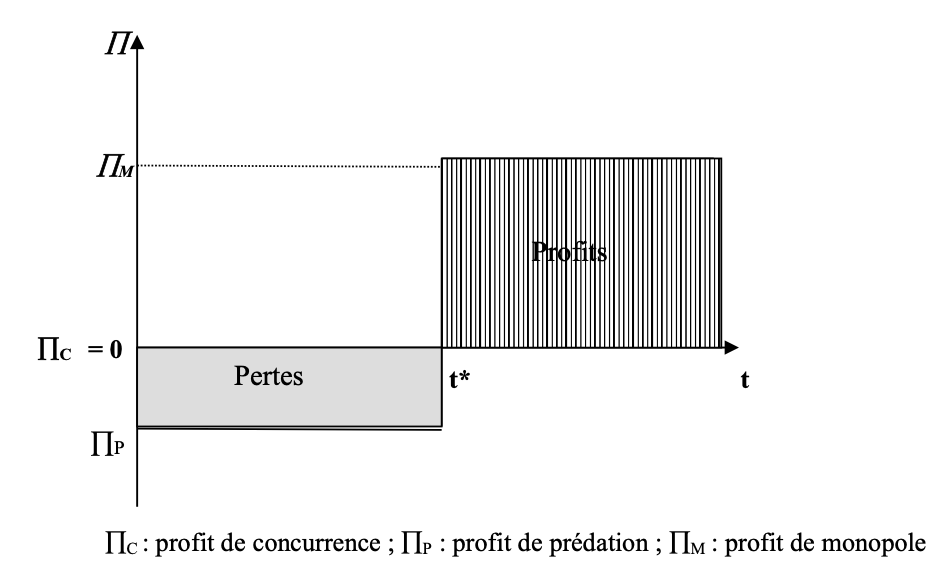 Π
ΠM
Profits
ΠC = 0
Pertes
t*
t
ΠP
ΠC : profit de concurrence ; ΠP : profit de prédation ; ΠM : profit de monopole